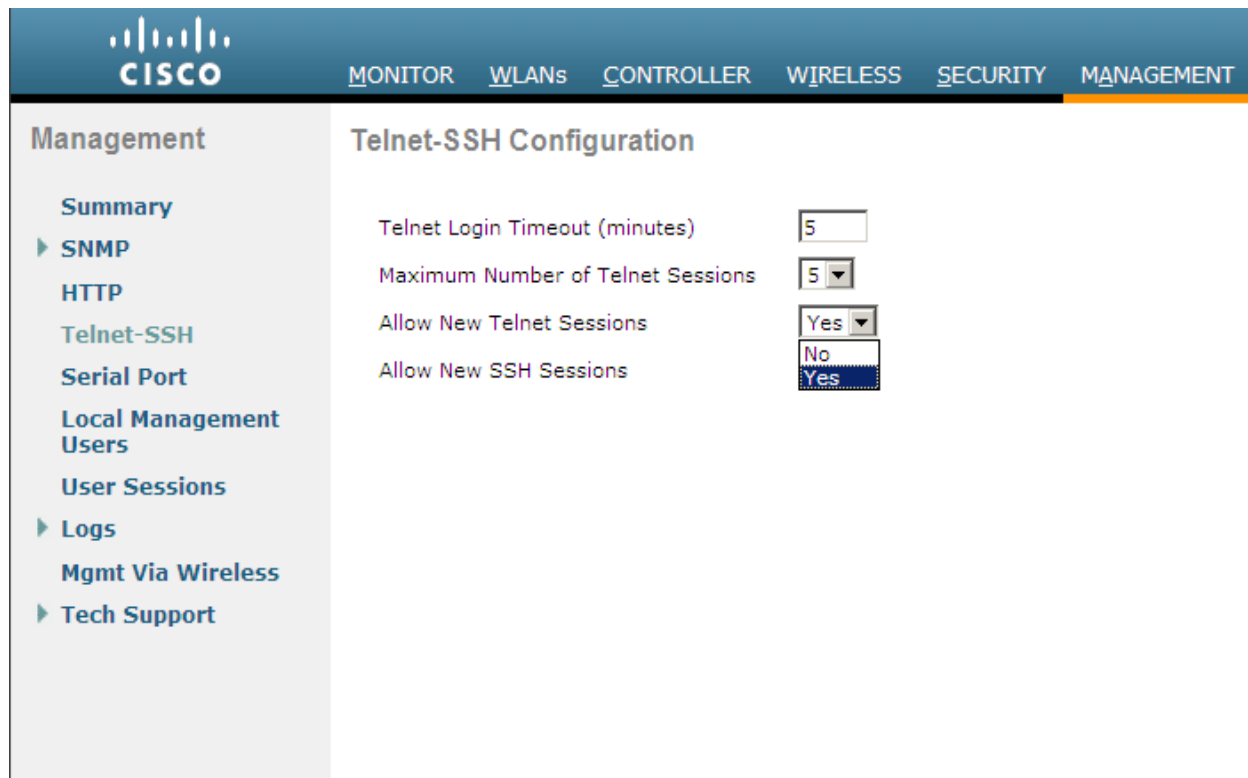 CISCO
MONITOR WLANs CONTROLLER WIRELESS SECURITY MANAGEMENT
Management
Summary
SNMP
HTTP
Telnet-SSH
Serial Port
Local Management
Users
User Sessions
Logs
Mgmt Via Wireless
Tech Support
Telnet-SSH Configuration
Telnet Login Timeout (minutes) 5
Maximum Number of Telnet Sessions 5
Allow New Telnet Sessions Yes
No
Yes
Allow New SSH Sessions